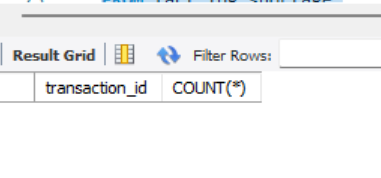 Result Grid Filter Rows:
transaction_id COUNT(*)